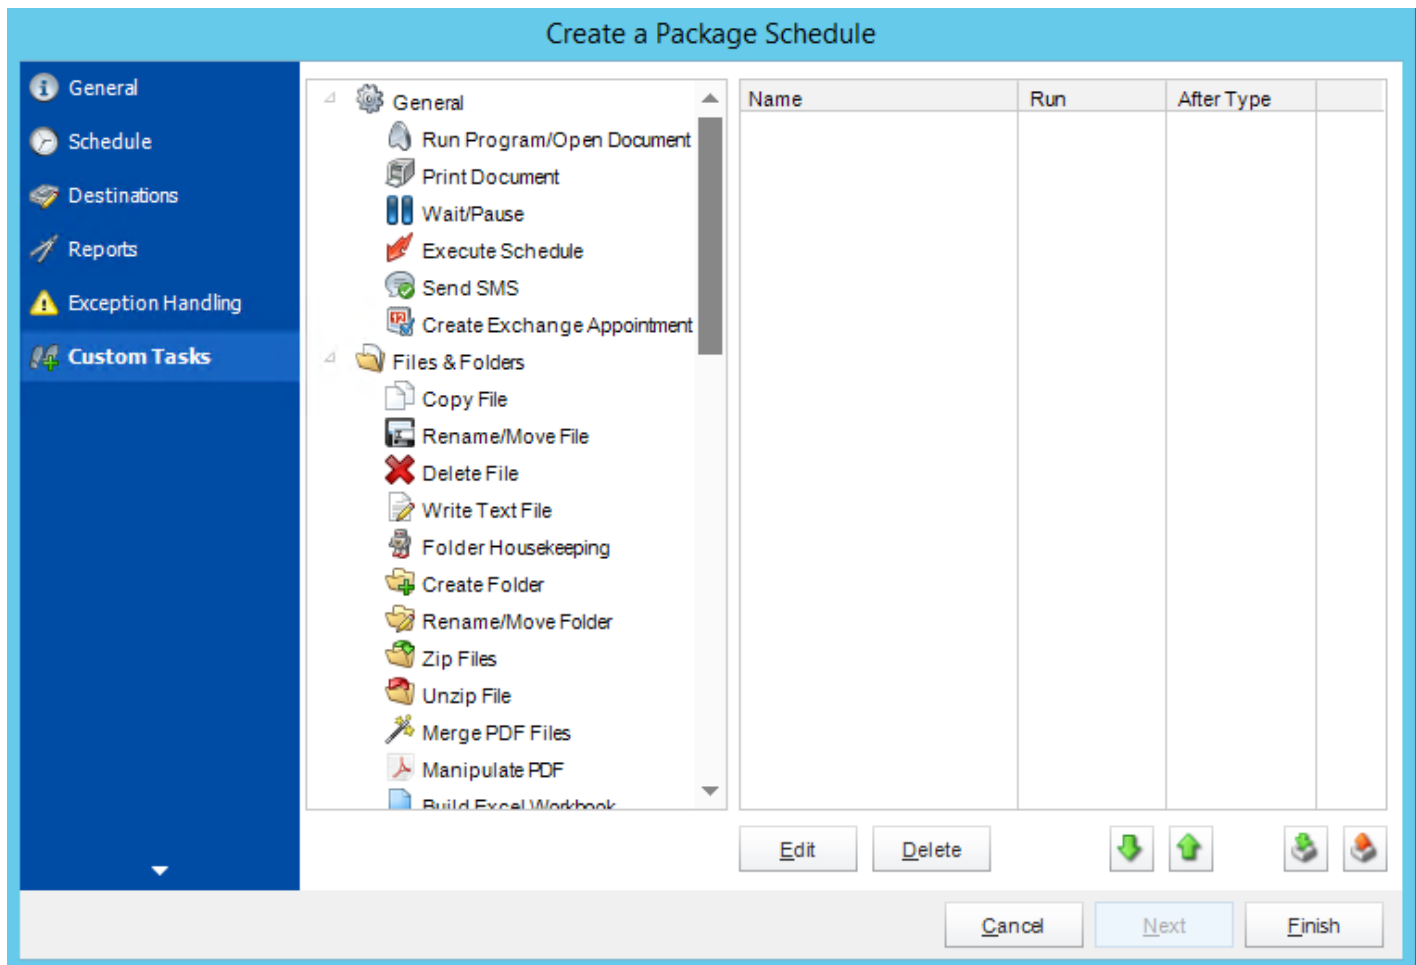 Create a Package Schedule
General
Schedule
Destinations
Reports
Exception Handling
Custom Tasks
General
Run Program/Open Document
Print Document
Wait/Pause
Execute Schedule
Send SMS
Create Exchange Appointment
Files & Folders
Copy File
Rename/Move File
Delete File
Write Text File
Folder Housekeeping
Create Folder
Rename/Move Folder
Zip Files
Unzip File
Merge PDF Files
Manipulate PDF
Build Excel Workbook
Name Run After Type
Edit Delete
Cancel Next Finish